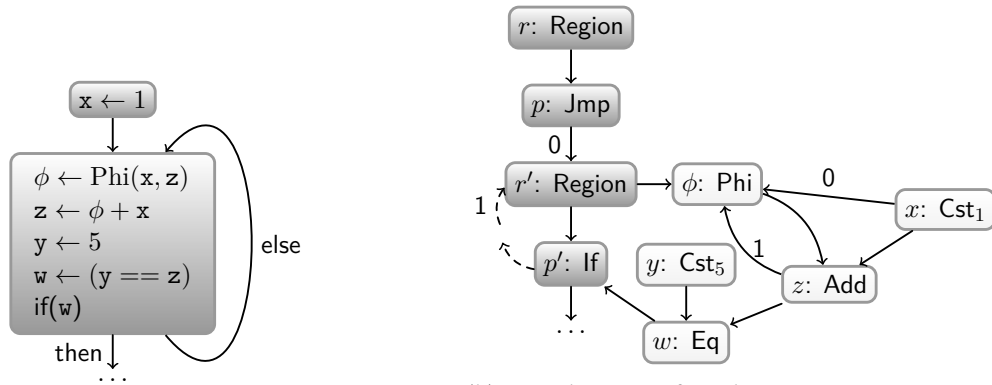 x ← 1
ϕ ← Phi(x, z)
z ← ϕ + x
y ← 5
w ← (y == z)
if(w)
else
then
...
r: Region
p: Jmp
0
r′: Region
ϕ: Phi
0
x: Cst₁
1
p′: If
y: Cst₅
1
z: Add
...
w: Eq